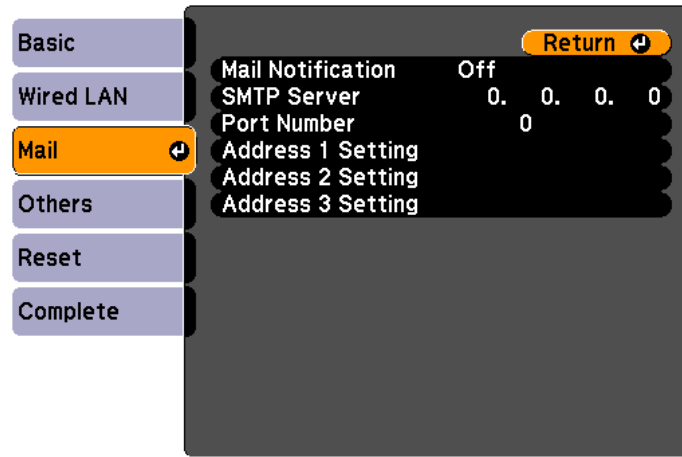 Basic
Wired LAN
Mail
Others
Reset
Complete
Return
Mail Notification Off
SMTP Server 0. 0. 0. 0
Port Number 0
Address 1 Setting
Address 2 Setting
Address 3 Setting